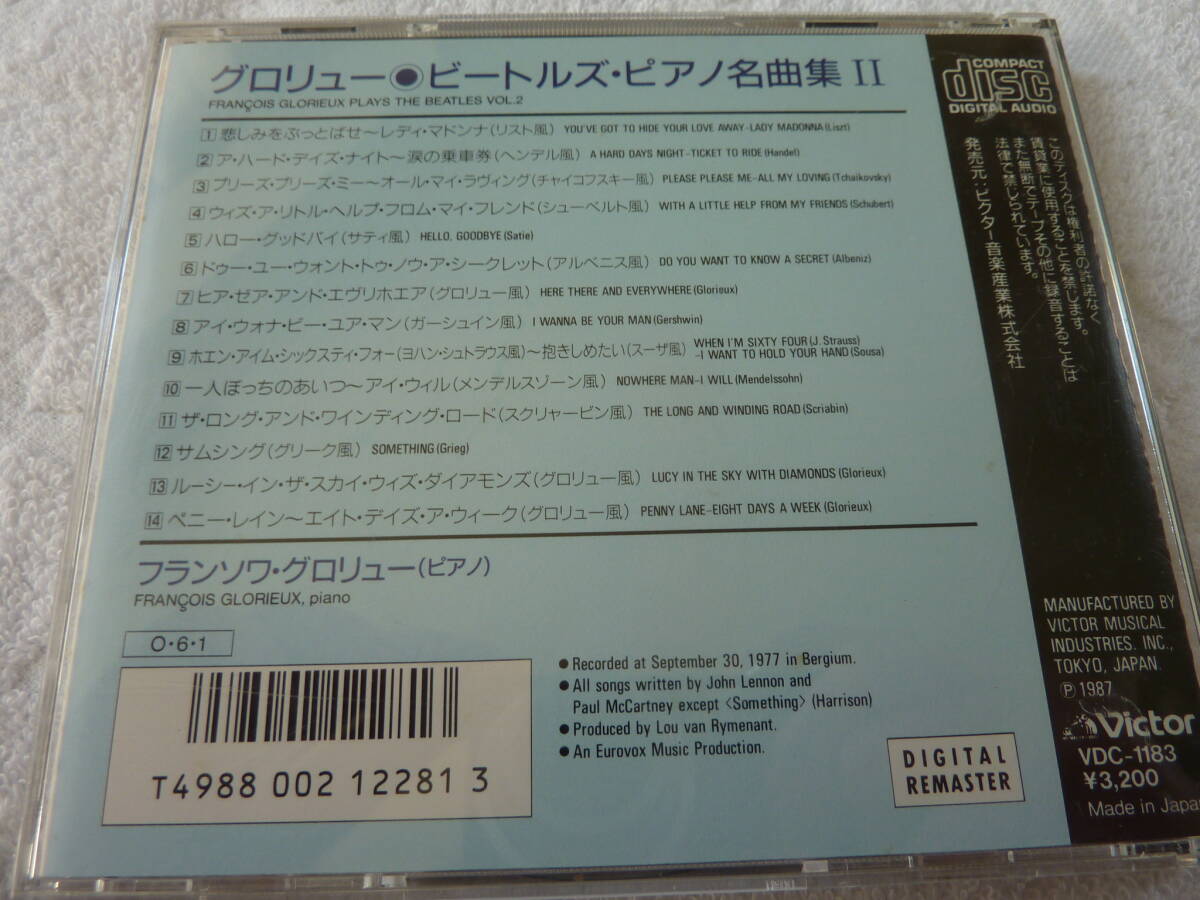 グロリュー◉ビートルズ・ピアノ名曲集 II
FRANÇOIS GLORIEUX PLAYS THE BEATLES VOL.2
1 悲しみをぶっとばせ〜レディ・マドンナ(リスト風) YOU'VE GOT TO HIDE YOUR LOVE AWAY–LADY MADONNA(Liszt)
2 ア・ハード・デイズ・ナイト〜涙の乗車券(ヘンデル風) A HARD DAYS NIGHT–TICKET TO RIDE(Handel)
3 プリーズ・プリーズ・ミー〜オール・マイ・ラヴィング(チャイコフスキー風) PLEASE PLEASE ME–ALL MY LOVING(Tchaikovsky)
4 ウィズ・ア・リトル・ヘルプ・フロム・マイ・フレンド(シューベルト風) WITH A LITTLE HELP FROM MY FRIENDS(Schubert)
5 ハロー・グッドバイ(サティ風) HELLO, GOODBYE(Satie)
6 ドゥー・ユー・ウォント・トゥ・ノウ・ア・シークレット(アルベニス風) DO YOU WANT TO KNOW A SECRET(Albeniz)
7 ヒア・ゼア・アンド・エヴリホエア(グロリュー風) HERE THERE AND EVERYWHERE(Glorieux)
8 アイ・ウォナ・ビー・ユア・マン(ガーシュイン風) I WANNA BE YOUR MAN(Gershwin)
9 ホエン・アイム・シックスティ・フォー(ヨハン・シュトラウス風)〜抱きしめたい(スーザ風) WHEN I'M SIXTY FOUR(J. Strauss)
–I WANT TO HOLD YOUR HAND(Sousa)
10 一人ぼっちのあいつ〜アイ・ウィル(メンデルスゾーン風) NOWHERE MAN–I WILL(Mendelssohn)
11 ザ・ロング・アンド・ワインディング・ロード(スクリャービン風) THE LONG AND WINDING ROAD(Scriabin)
12 サムシング(グリーク風) SOMETHING(Grieg)
13 ルーシー・イン・ザ・スカイ・ウィズ・ダイアモンズ(グロリュー風) LUCY IN THE SKY WITH DIAMONDS(Glorieux)
14 ペニー・レイン〜エイト・デイズ・ア・ウィーク(グロリュー風) PENNY LANE–EIGHT DAYS A WEEK(Glorieux)
フランソワ・グロリュー(ピアノ)
FRANÇOIS GLORIEUX, piano
O・6・1
T4988 002 12281 3
● Recorded at September 30, 1977 in Bergium.
● All songs written by John Lennon and
Paul McCartney except <Something> (Harrison)
● Produced by Lou van Rymenant.
● An Eurovox Music Production.
DIGITAL
REMASTER
COMPACT
disc
DIGITAL AUDIO
このディスクは権利者の許諾なく
賃貸業に使用することを禁じます。
また無断でテープその他に録音することは
法律で禁じられています。
発売元:ビクター音楽産業株式会社
MANUFACTURED BY
VICTOR MUSICAL
INDUSTRIES. INC.,
TOKYO, JAPAN.
℗ 1987
Victor
VDC-1183
¥3,200
Made in Japan